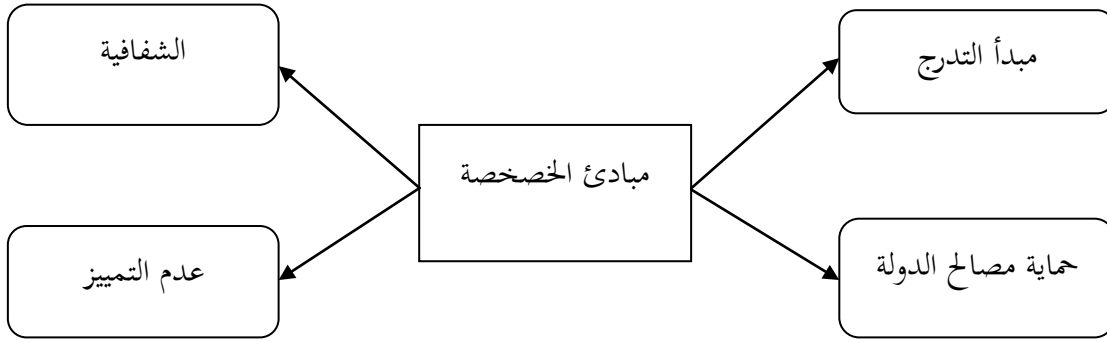 مبدأ التدرج
الشفافية
مبادئ الخصخصة
حماية مصالح الدولة
عدم التمييز